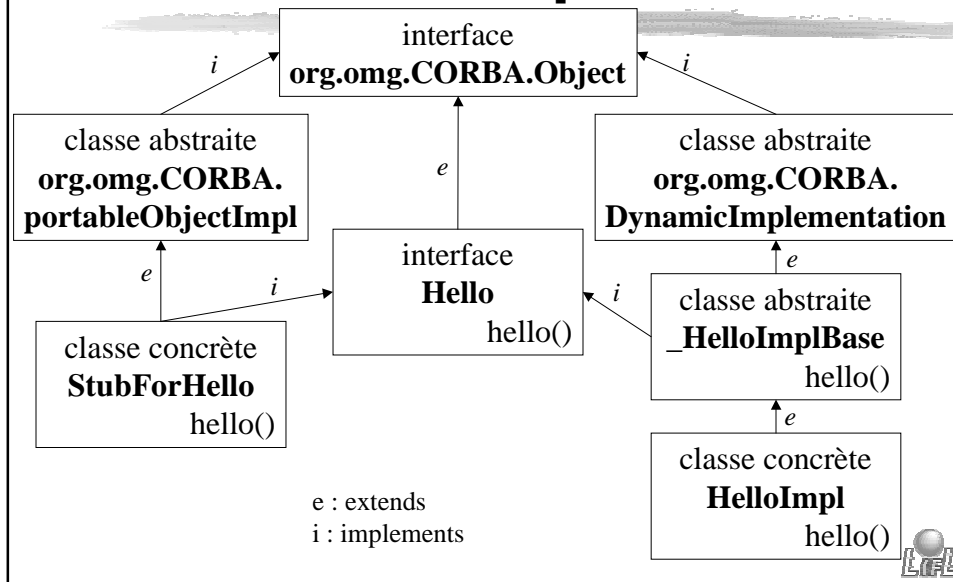 interface
org.omg.CORBA.Object
i
i
classe abstraite
org.omg.CORBA.
portableObjectImpl
e
classe abstraite
org.omg.CORBA.
DynamicImplementation
e
i
interface
Hello
hello()
i
e
classe abstraite
_HelloImplBase
hello()
classe concrète
StubForHello
hello()
e
classe concrète
HelloImpl
hello()
e : extends
i : implements